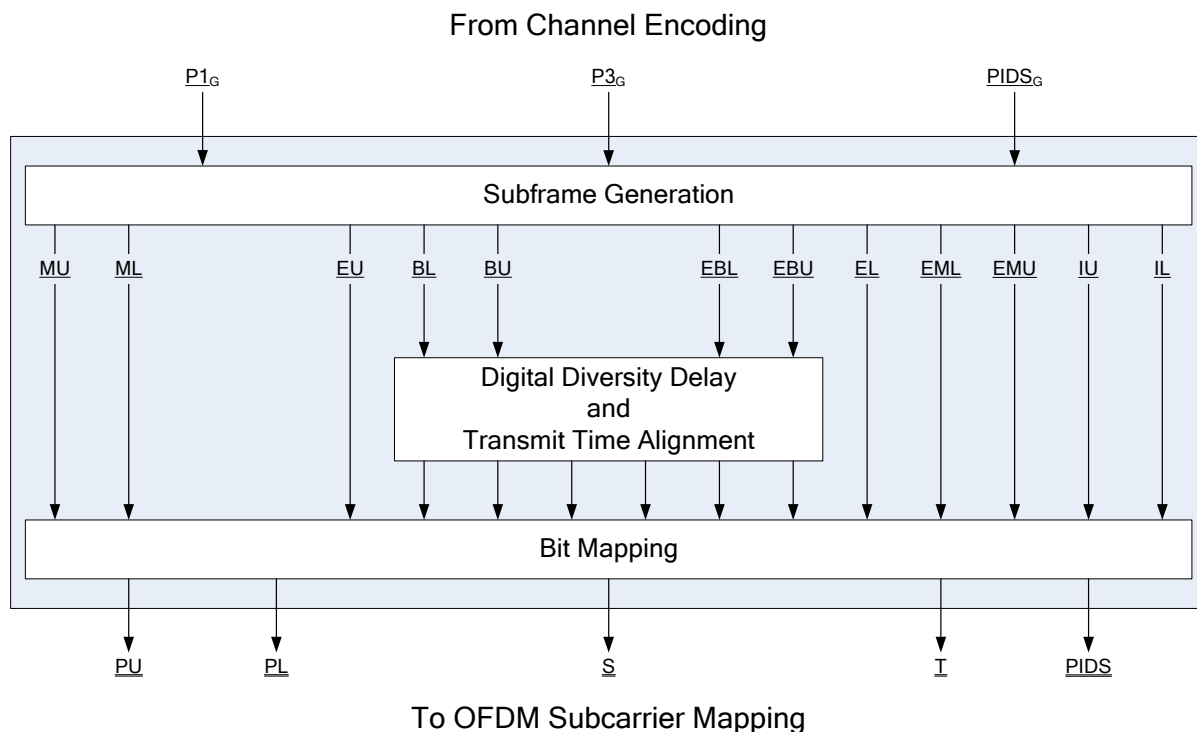 From Channel Encoding
P1G P3G PIDSG
Subframe Generation
MU ML EU BL BU EBL EBU EL EML EMU IU IL
Digital Diversity Delay
and
Transmit Time Alignment
Bit Mapping
PU PL S T PIDS
To OFDM Subcarrier Mapping